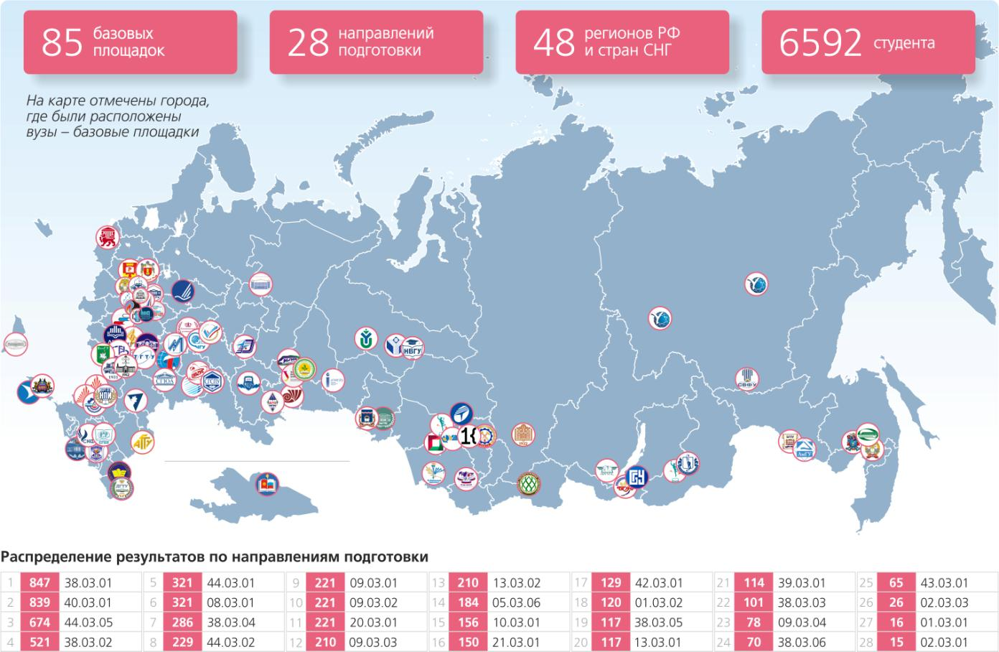 85 базовых
площадок
28 направлений
подготовки
48 регионов РФ
и стран СНГ
6592 студента
На карте отмечены города,
где были расположены
вузы – базовые площадки
ЧГУ
НВГУ
ТГТУ
1931
1912
СГЮА
НПИ
АГТУ
ДГТУ
1932
СВФУ
АмГУ
Распределение результатов по направлениям подготовки
1 847 38.03.01
2 839 40.03.01
3 674 44.03.05
4 521 38.03.02
5 321 44.03.01
6 321 08.03.01
7 286 38.03.04
8 229 44.03.02
9 221 09.03.01
10 221 09.03.02
11 221 20.03.01
12 210 09.03.03
13 210 13.03.02
14 184 05.03.06
15 156 10.03.01
16 150 21.03.01
17 129 42.03.01
18 120 01.03.02
19 117 38.03.05
20 117 13.03.01
21 114 39.03.01
22 101 38.03.03
23 78 09.03.04
24 70 38.03.06
25 65 43.03.01
26 26 02.03.03
27 16 01.03.01
28 15 02.03.01